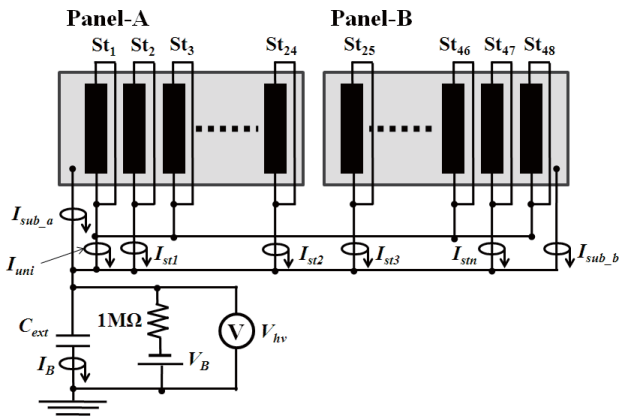 Panel-A Panel-B
St1 St2 St3 St24 St25 St46 St47 St48
Isub_a
Iuni Ist1 Ist2 Ist3 Istn Isub_b
Cext 1MΩ V Vhv
IB VB